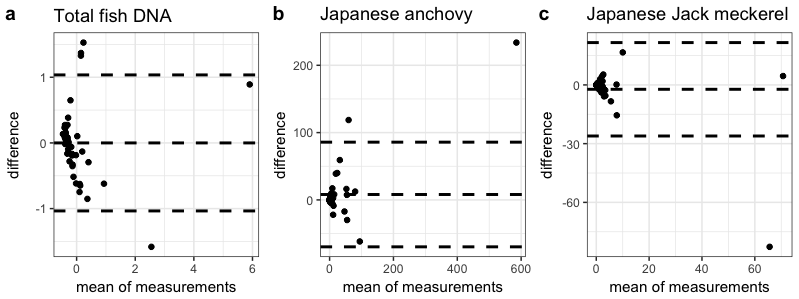 a Total fish DNA
1
0
-1
difference
0 2 4 6
mean of measurements
b Japanese anchovy
200
100
0
difference
0 200 400 600
mean of measurements
c Japanese Jack meckerel
0
-30
-60
difference
0 20 40 60
mean of measurements